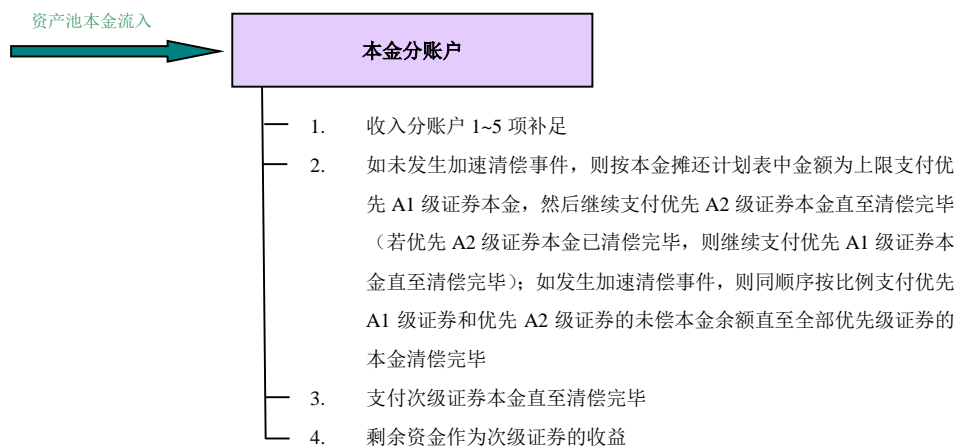 资产池本金流入
本金分账户
1. 收入分账户 1~5 项补足
2. 如未发生加速清偿事件，则按本金摊还计划表中金额为上限支付优
先 A1 级证券本金，然后继续支付优先 A2 级证券本金直至清偿完毕
（若优先 A2 级证券本金已清偿完毕，则继续支付优先 A1 级证券本
金直至清偿完毕）；如发生加速清偿事件，则同顺序按比例支付优先
A1 级证券和优先 A2 级证券的未偿本金余额直至全部优先级证券的
本金清偿完毕
3. 支付次级证券本金直至清偿完毕
4. 剩余资金作为次级证券的收益